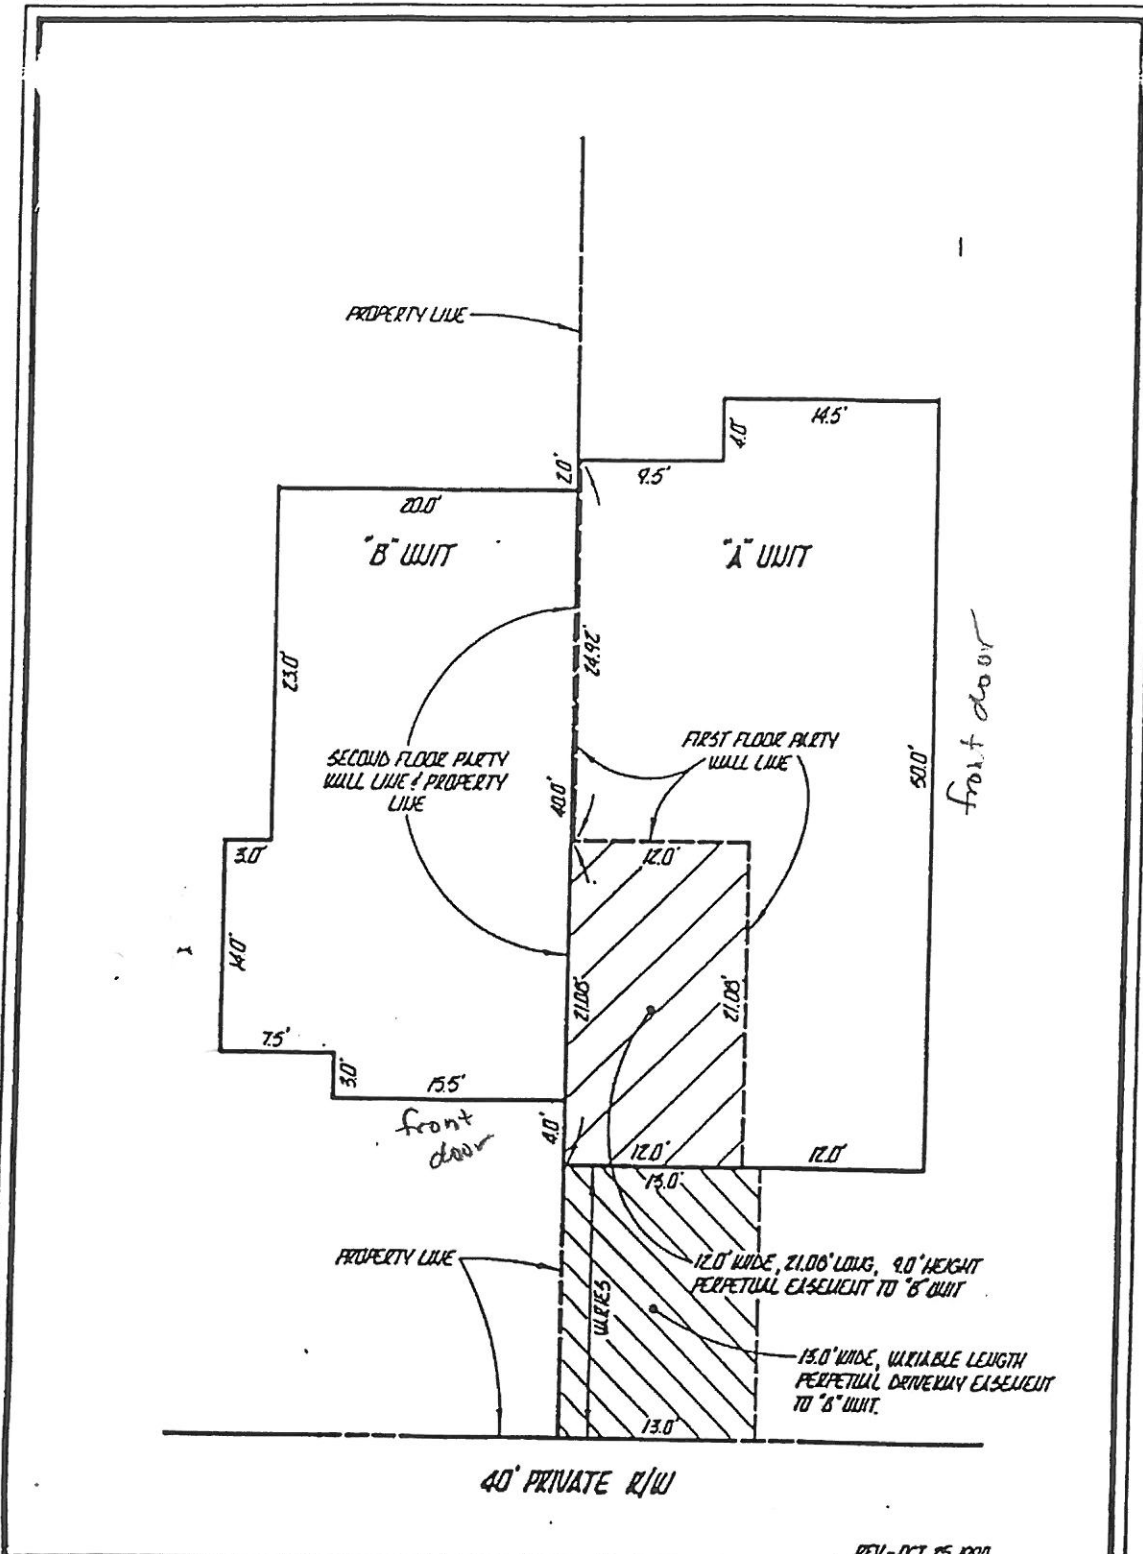 PROPERTY LINE
14.5'
4.0'
9.5'
2.0'
20.0'
"B" UNIT
"A" UNIT
24.92'
23.0'
front door
SECOND FLOOR PARTY
WALL LINE & PROPERTY
LINE
FIRST FLOOR PARTY
WALL LINE
50.0'
40.0'
3.0'
12.0'
14.0'
21.08'
21.08'
7.5'
3.0'
15.5'
front
door
4.0'
12.0'
12.0'
13.0'
PROPERTY LINE
VARIES
12.0' WIDE, 21.08' LONG, 9.0' HEIGHT
PERPETUAL EASEMENT TO "B" UNIT
13.0' WIDE, VARIABLE LENGTH
PERPETUAL DRIVEWAY EASEMENT
TO "B" UNIT.
13.0'
40' PRIVATE R/W
REV - OCT. 25,